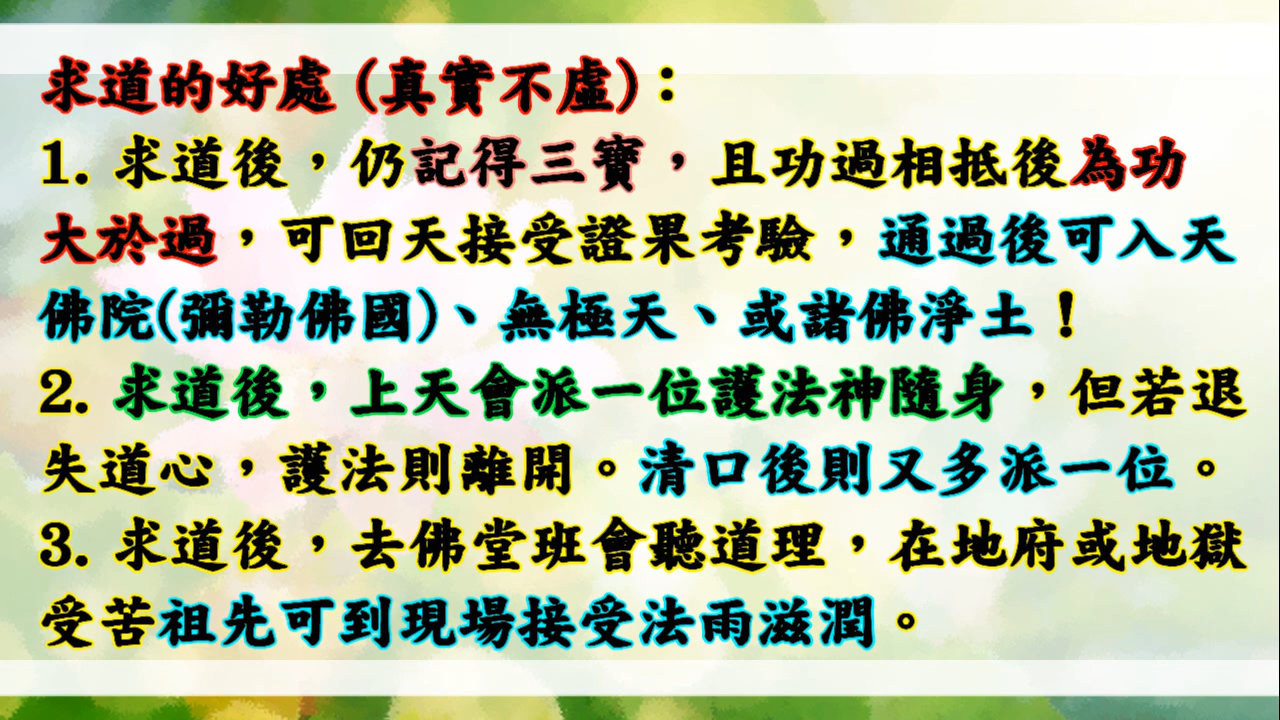 求道的好處 (真實不虛)：
1. 求道後，仍記得三寶，且功過相抵後為功
大於過，可回天接受證果考驗，通過後可入天
佛院(彌勒佛國)、無極天、或諸佛淨土！
2. 求道後，上天會派一位護法神隨身，但若退
失道心，護法則離開。清口後則又多派一位。
3. 求道後，去佛堂班會聽道理，在地府或地獄
受苦祖先可到現場接受法雨滋潤。